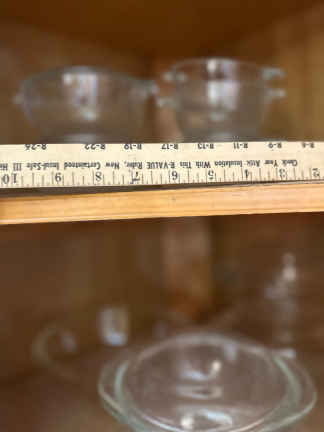 2 3 4 5 6 7 8 9 10
Check Your Attic Insulation With This R-VALUE Ruler, New Certainteed Insul-Safe III
R-6 R-9 R-11 R-13 R-17 R-19 R-22 R-26